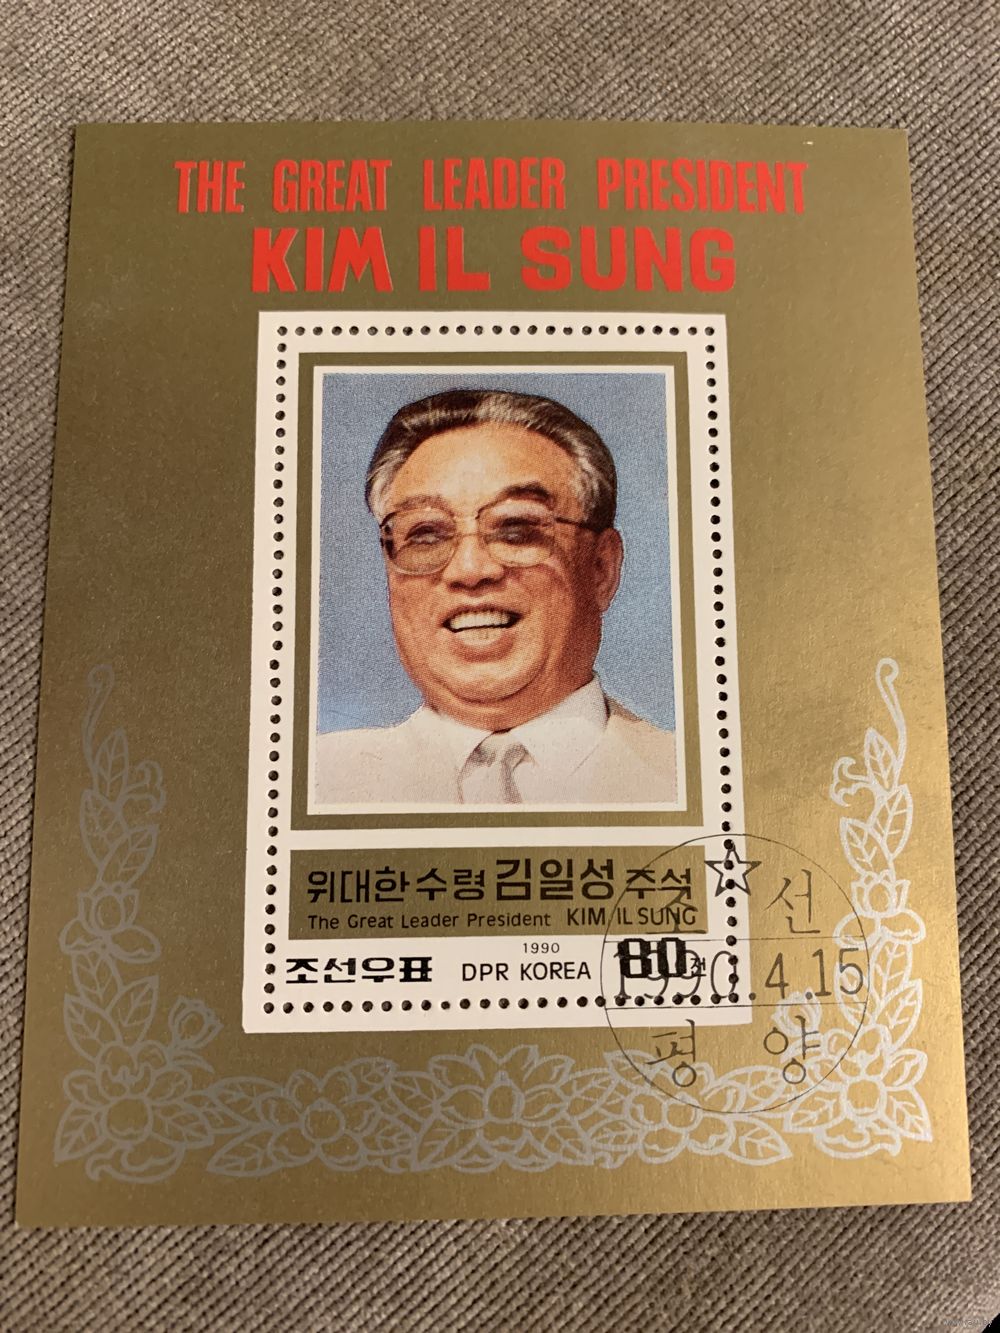 THE GREAT LEADER PRESIDENT
KIM IL SUNG
위대한 수령 김일성 주석
The Great Leader President KIM IL SUNG
1990
조선우표 DPR KOREA 80전
조선
1990.4.15
평양